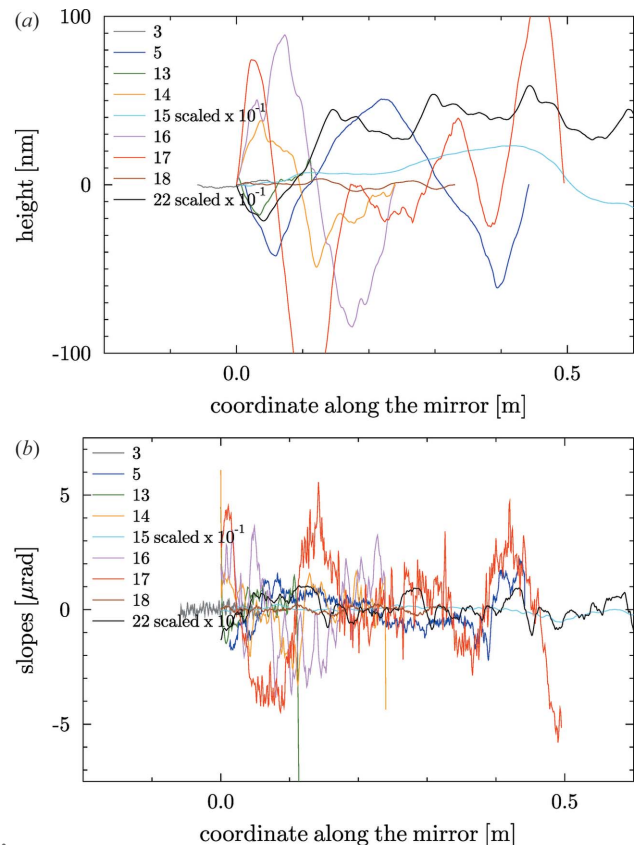 (a)
100
0
-100
height [nm]
3
5
13
14
15 scaled x 10⁻¹
16
17
18
22 scaled x 10⁻¹
0.0
0.5
coordinate along the mirror [m]
(b)
5
0
-5
slopes [μrad]
3
5
13
14
15 scaled x 10⁻¹
16
17
18
22 scaled x 10
0.0
0.5
coordinate along the mirror [m]